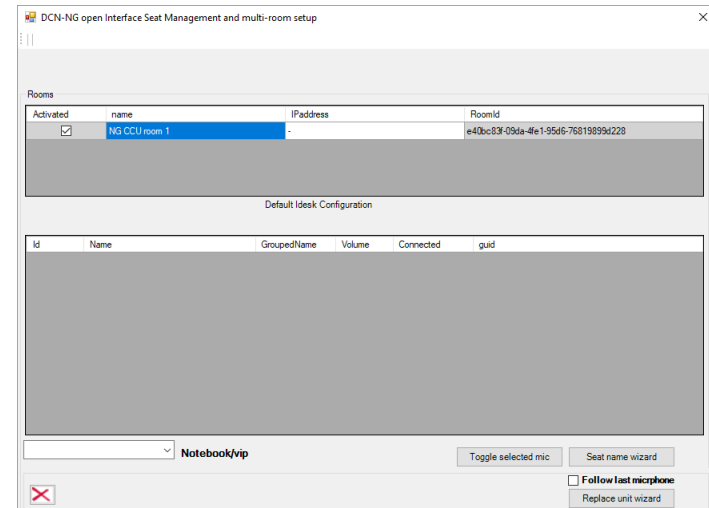 DCN-NG open Interface Seat Management and multi-room setup
Rooms
Activated name IPaddress RoomId
NG CCU room 1 - e40bc83f-09da-4fe1-95d6-76819899d228
Default Idesk Configuration
Id Name GroupedName Volume Connected guid
Notebook/vip
Toggle selected mic Seat name wizard
Follow last micrphone
Replace unit wizard